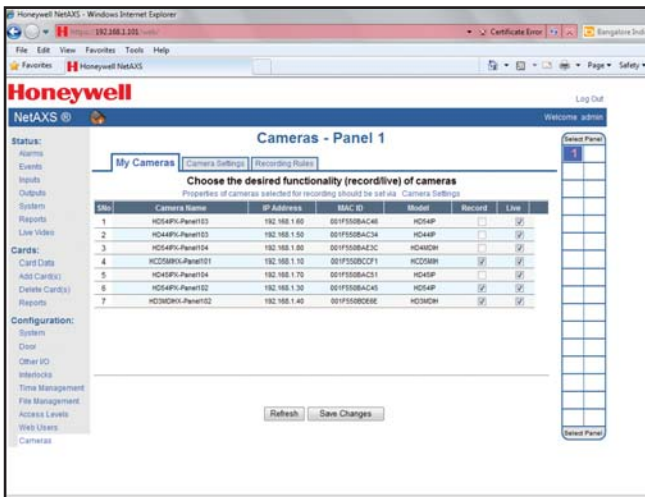 Honeywell NetAXS - Windows Internet Explorer
192.168.1.101
Certificate Error
File Edit View Favorites Tools Help
Favorites Honeywell NetAXS
Page Safety
Honeywell
Log Out
NetAXS ®
Welcome admin
Cameras - Panel 1
My Cameras Camera Settings Recording Rules
Choose the desired functionality (record/live) of cameras
Properties of cameras selected for recording should be set via Camera Settings
SNo Camera Name IP Address MAC ID Model Record Live
1 HD54IPX-Panel103 192.168.1.60 001F550BAC46 HD54IP
2 HD44IPX-Panel103 192.168.1.50 001F550BAC34 HD44IP
3 HD54IPX-Panel104 192.168.1.80 001F550BAE3C HD4MDIH
4 HCD5MIHX-Panel101 192.168.1.10 001F550BCCF1 HCD5MIH
5 HD45IPX-Panel104 192.168.1.70 001F550BAC51 HD45IP
6 HD54IPX-Panel102 192.168.1.30 001F550BAC45 HD54IP
7 HD3MDIHX-Panel102 192.168.1.40 001F550BDE6E HD3MDIH
Refresh Save Changes
Status:
Alarms
Events
Inputs
Outputs
System
Reports
Live Video
Cards:
Card Data
Add Card(s)
Delete Card(s)
Reports
Configuration:
System
Door
Other I/O
Interlocks
Time Management
File Management
Access Levels
Web Users
Cameras
Select Panel
1
Select Panel